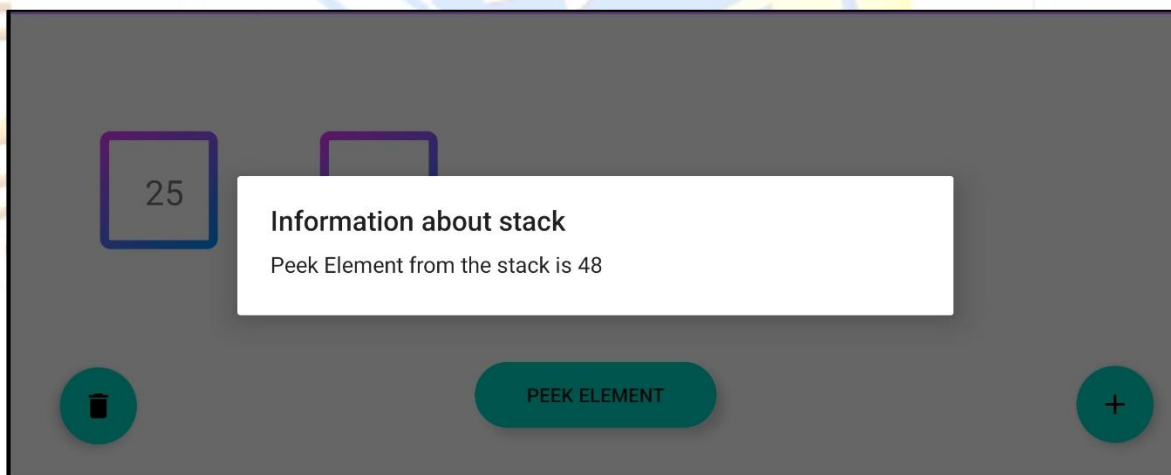 25
Information about stack
Peek Element from the stack is 48
PEEK ELEMENT
+